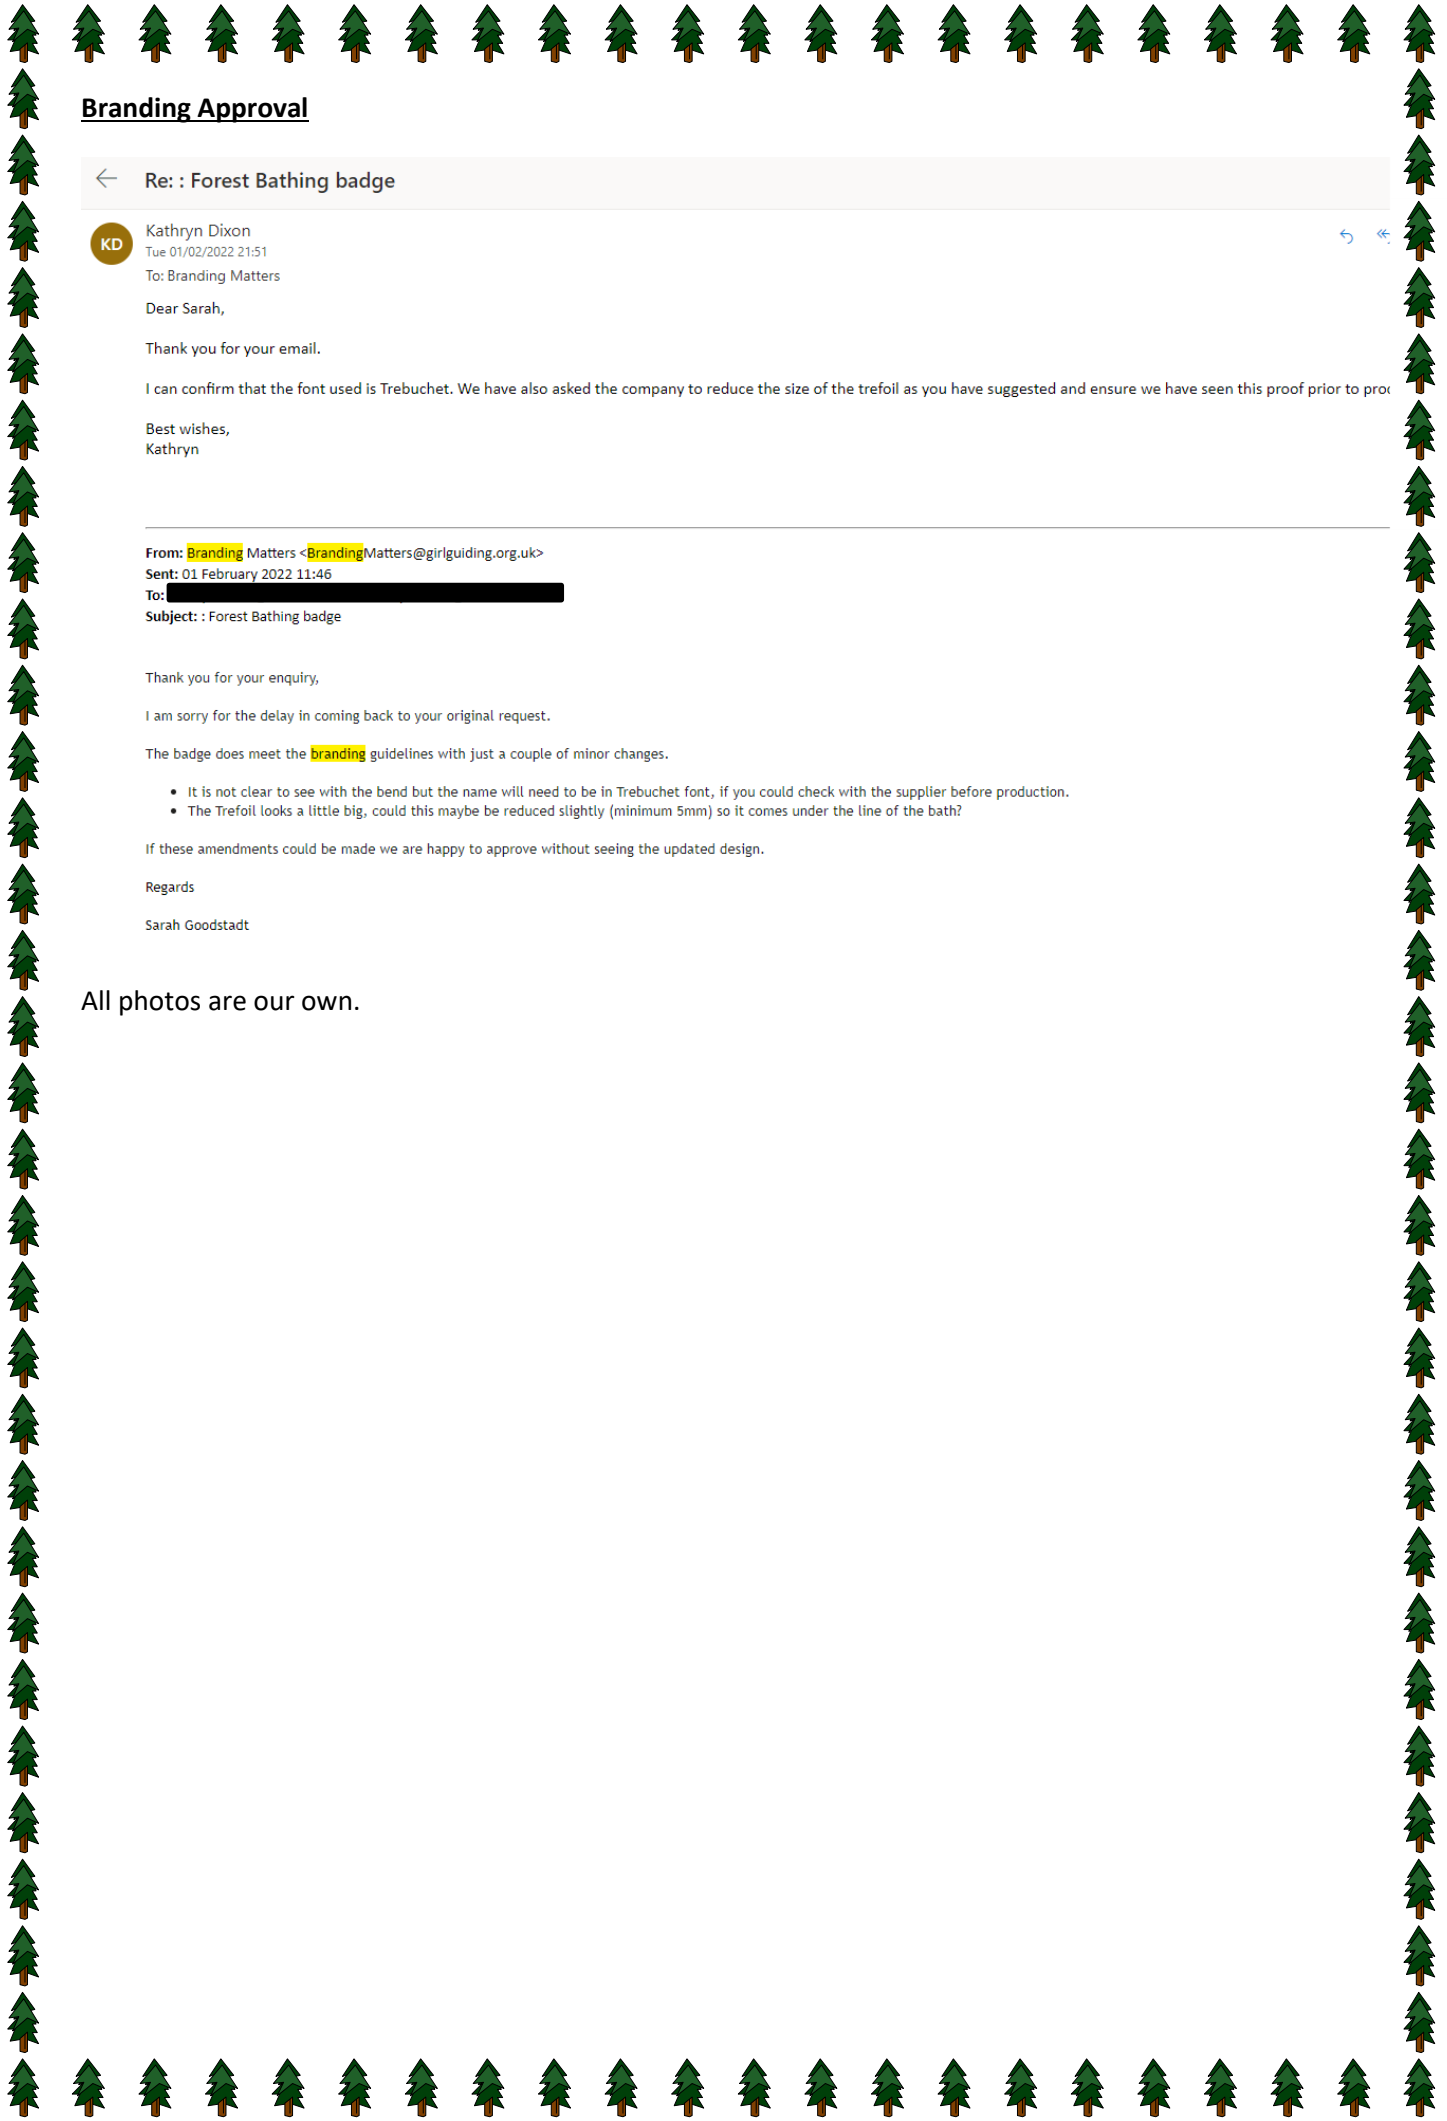 Branding Approval
Re: : Forest Bathing badge
KD
Kathryn Dixon
Tue 01/02/2022 21:51
To: Branding Matters
Dear Sarah,
Thank you for your email.
I can confirm that the font used is Trebuchet. We have also asked the company to reduce the size of the trefoil as you have suggested and ensure we have seen this proof prior to
Best wishes,
Kathryn
From: Branding Matters <BrandingMatters@girlguiding.org.uk>
Sent: 01 February 2022 11:46
To:
Subject: : Forest Bathing badge
Thank you for your enquiry,
I am sorry for the delay in coming back to your original request.
The badge does meet the branding guidelines with just a couple of minor changes.
• It is not clear to see with the bend but the name will need to be in Trebuchet font, if you could check with the supplier before production.
• The Trefoil looks a little big, could this maybe be reduced slightly (minimum 5mm) so it comes under the line of the bath?
If these amendments could be made we are happy to approve without seeing the updated design.
Regards
Sarah Goodstadt
All photos are our own.